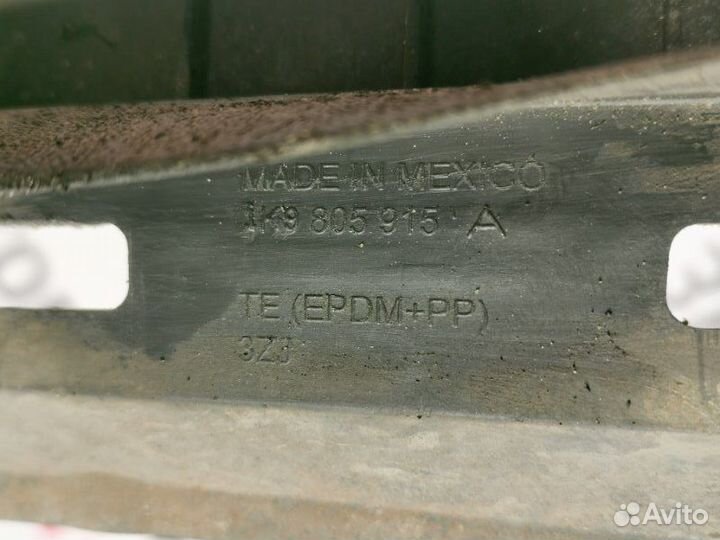 MADE IN MEXICO
1K9 805 915 A
TE (EPDM+PP)
3ZJ
Avito